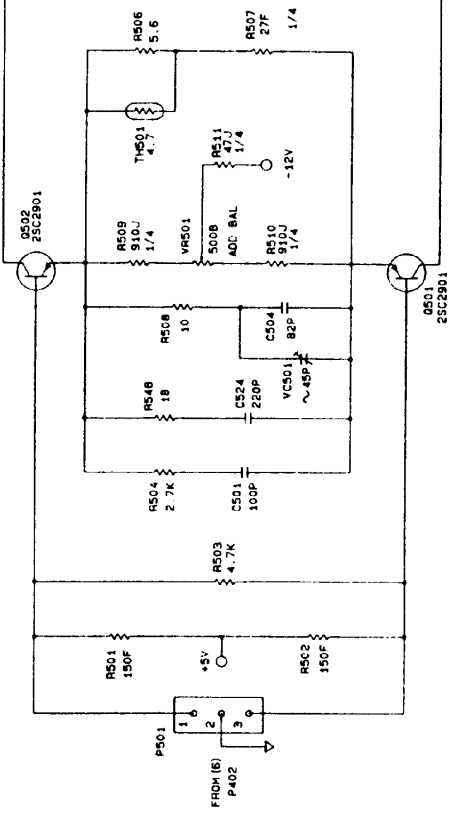 R506
5.6
R507
27F
1/4
TH501
4.7
R511
47J
1/4
-12V
Q502
2SC2901
R509
910J
1/4
VR501
500B
ADD BAL
R510
910J
1/4
Q501
2SC2901
R508
10
C504
82P
VC501
~45P
R546
18
C524
220P
R504
2.7K
C501
100P
R503
4.7K
R501
150F
+5V
R502
150F
P501
1
2
3
FROM (6)
P402